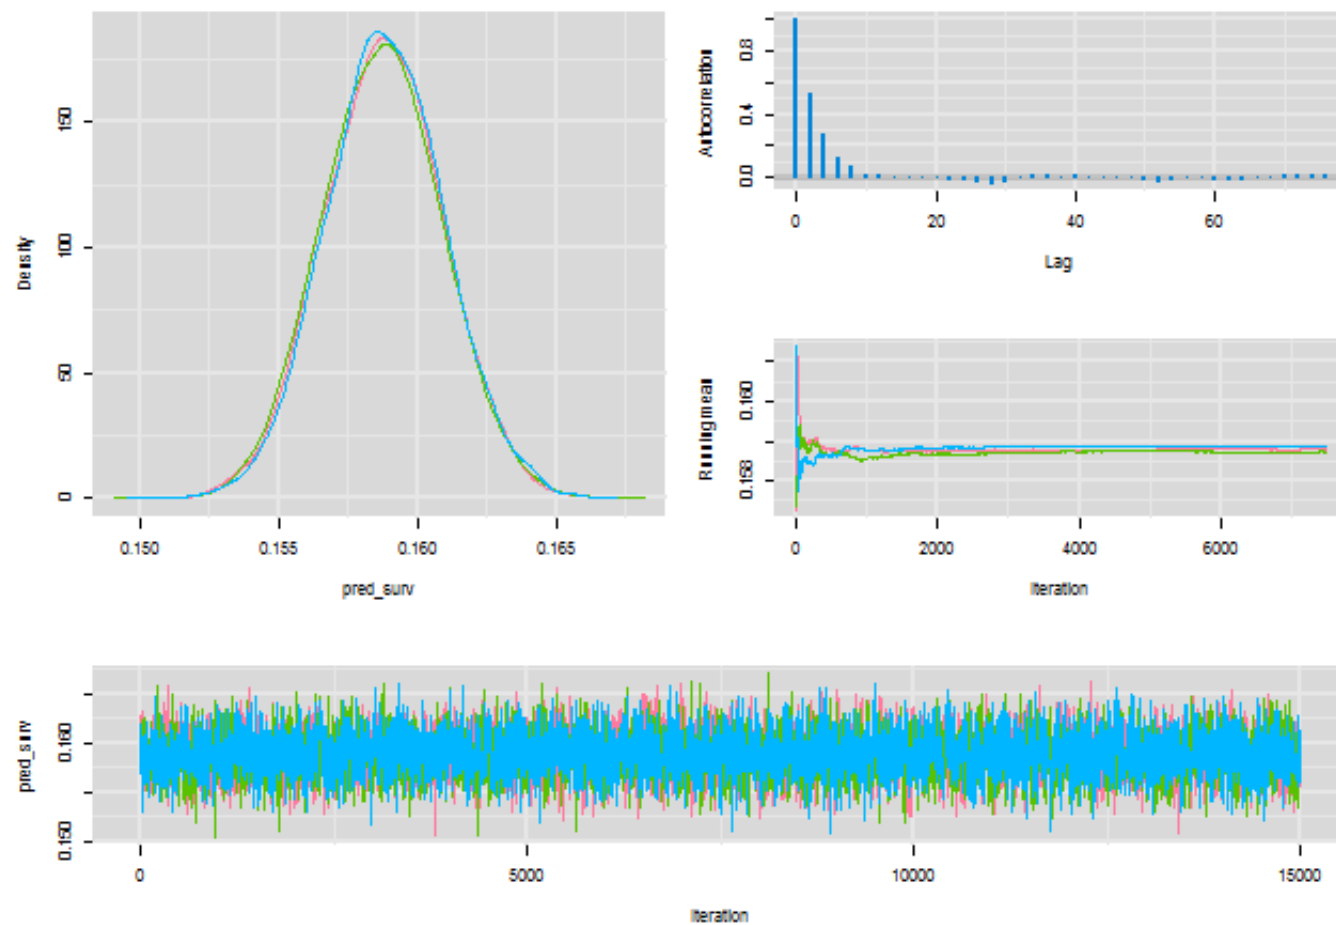 Density
150
100
50
0
0.150 0.155 0.160 0.165
pred_surv
Autocorrelation
0.8
0.4
0.0
0 20 40 60
Lag
Running mean
0.160
0.158
0 2000 4000 6000
Iteration
pred_surv
0.160
0.150
0 5000 10000 15000
Iteration